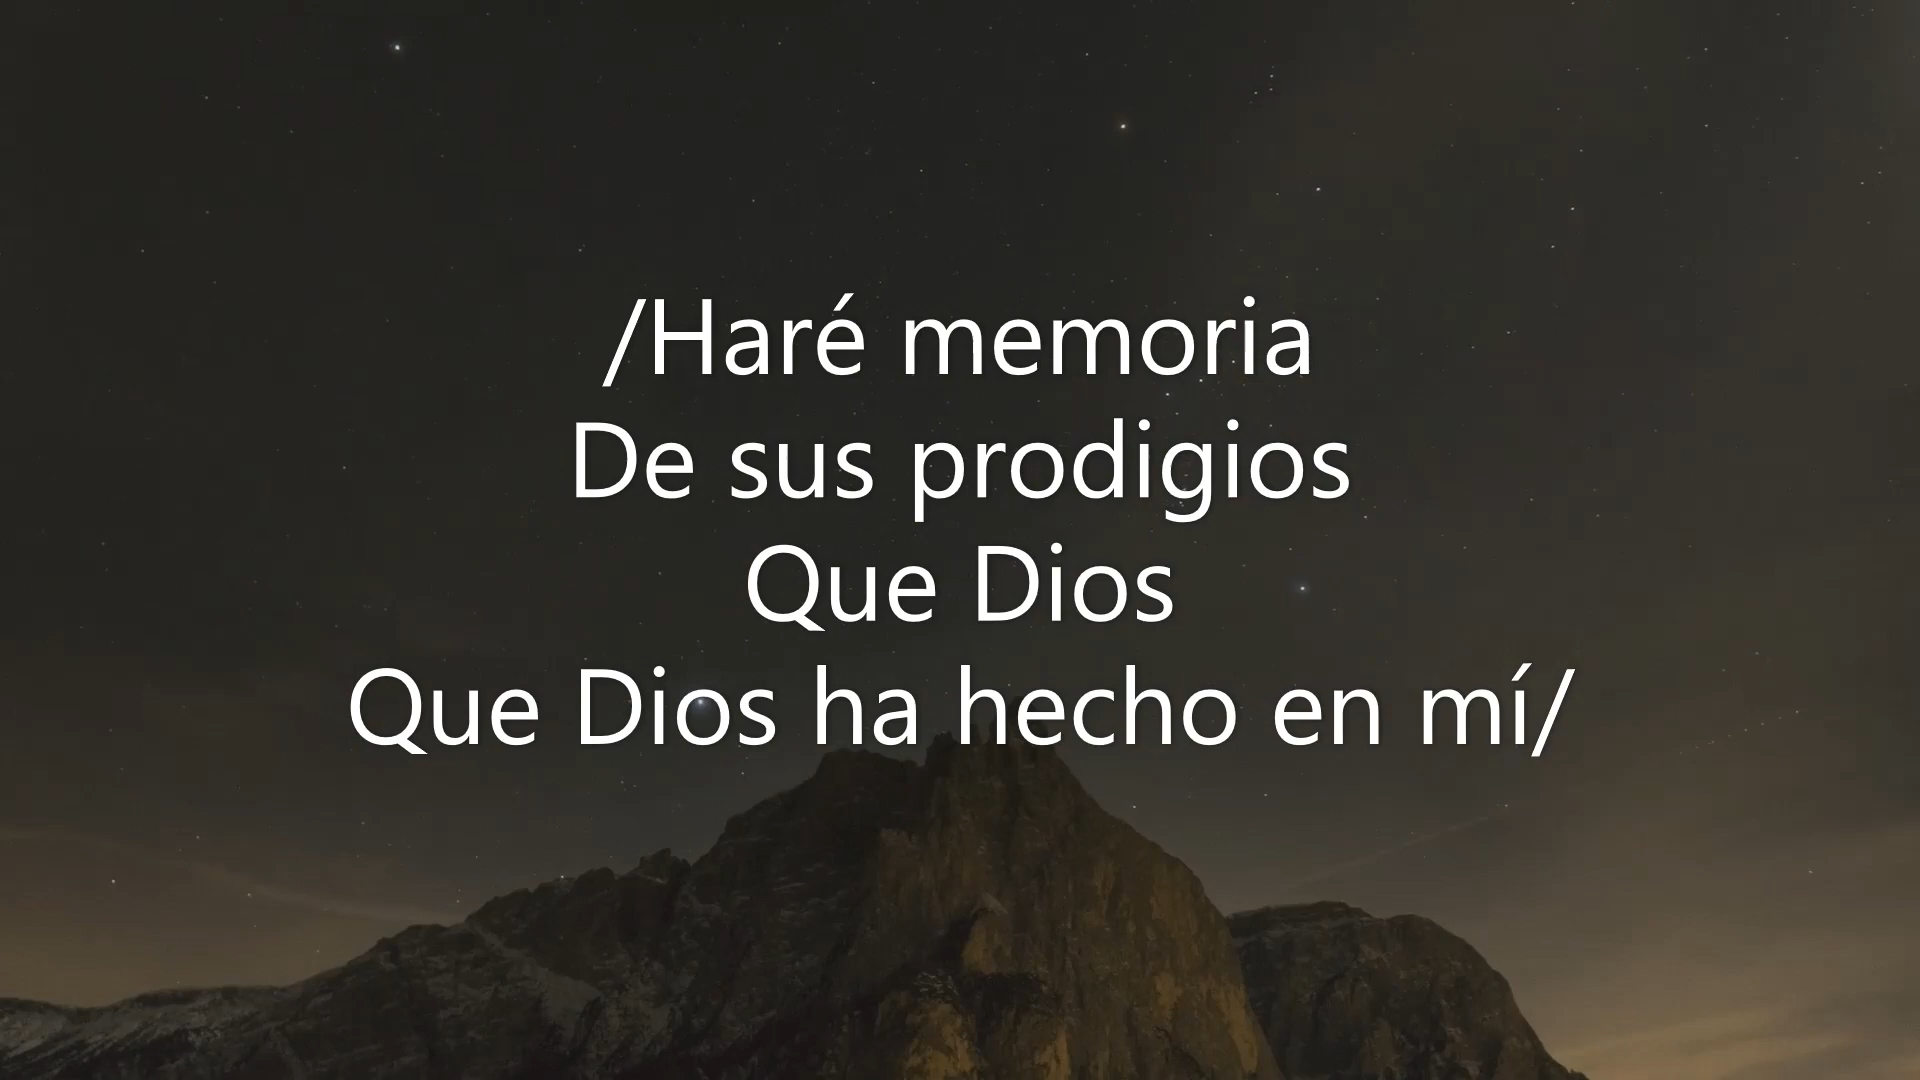 /Haré memoria
De sus prodigios
Que Dios
Que Dios ha hecho en mí/